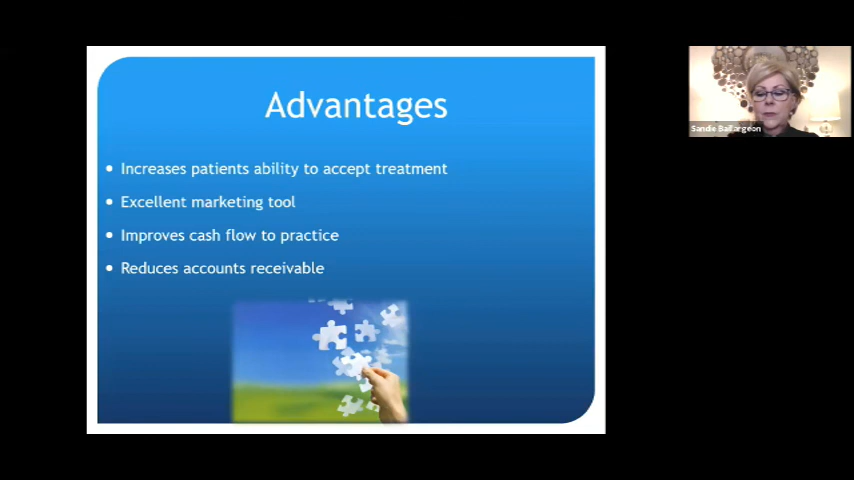 Advantages
Increases patients ability to accept treatment
Excellent marketing tool
Improves cash flow to practice
Reduces accounts receivable
Sandie Baillargeon